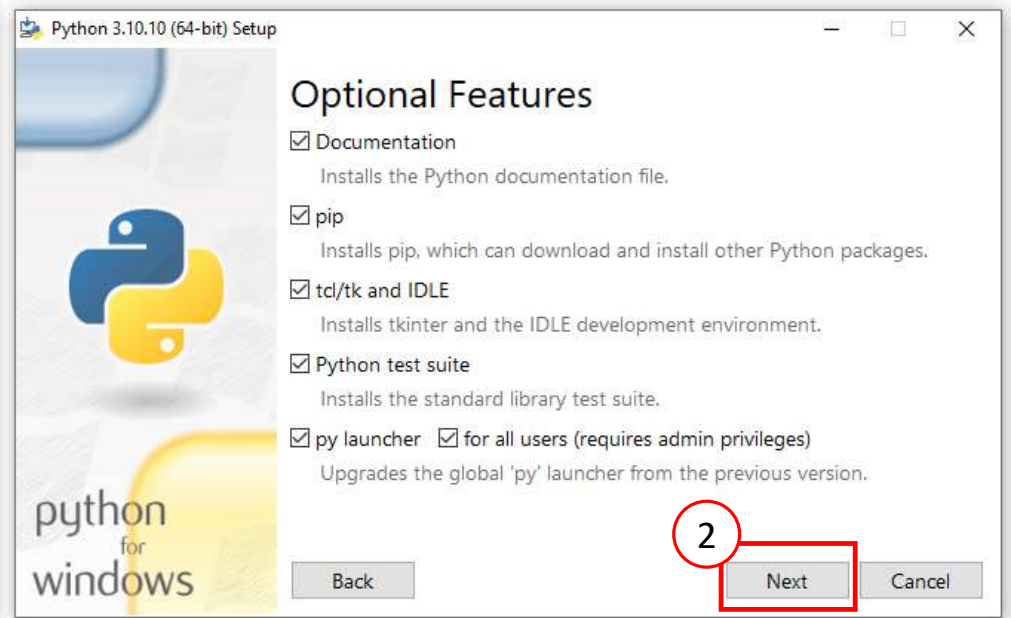 Python 3.10.10 (64-bit) Setup
Optional Features
Documentation
Installs the Python documentation file.
pip
Installs pip, which can download and install other Python packages.
tcl/tk and IDLE
Installs tkinter and the IDLE development environment.
Python test suite
Installs the standard library test suite.
py launcher for all users (requires admin privileges)
Upgrades the global 'py' launcher from the previous version.
python
for
windows
2
Back Next Cancel